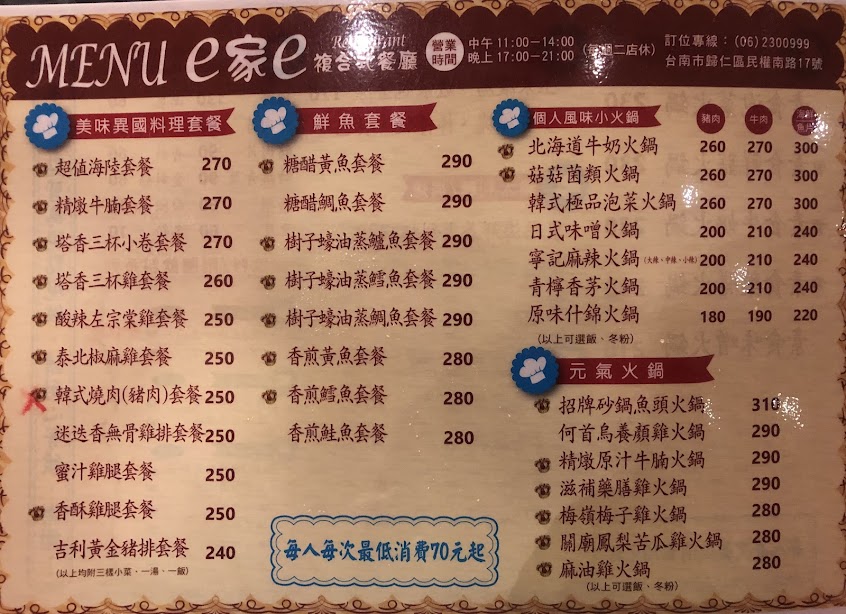 MENU e家e
Restaurant
複合式餐廳
營業時間
中午 11:00-14:00
晚上 17:00-21:00
(每週二店休)
訂位專線：(06)2300999
台南市歸仁區民權南路17號
美味異國料理套餐
超值海陸套餐 270
精燉牛腩套餐 270
塔香三杯小卷套餐 270
塔香三杯雞套餐 260
酸辣左宗棠雞套餐 250
泰北椒麻雞套餐 250
韓式燒肉(豬肉)套餐 250
迷迭香無骨雞排套餐 250
蜜汁雞腿套餐 250
香酥雞腿套餐 250
吉利黃金豬排套餐 240
(以上均附三樣小菜、一湯、一飯)
鮮魚套餐
糖醋黃魚套餐 290
糖醋鯛魚套餐 290
樹子蠔油蒸鱸魚套餐 290
樹子蠔油蒸鱈魚套餐 290
樹子蠔油蒸鯛魚套餐 290
香煎黃魚套餐 280
香煎鱈魚套餐 280
香煎鮭魚套餐 280
每人每次最低消費70元起
個人風味小火鍋 豬肉 牛肉
北海道牛奶火鍋 260 270 300
菇菇菌類火鍋 260 270 300
韓式極品泡菜火鍋 260 270 300
日式味噌火鍋 200 210 240
寧記麻辣火鍋(大辣、中辣、小辣) 200 210 240
青檸香茅火鍋 200 210 240
原味什錦火鍋 180 190 220
(以上可選飯、冬粉)
元氣火鍋
招牌砂鍋魚頭火鍋 310
何首烏養顏雞火鍋 290
精燉原汁牛腩火鍋 290
滋補藥膳雞火鍋 290
梅嶺梅子雞火鍋 280
關廟鳳梨苦瓜雞火鍋 280
麻油雞火鍋 280
(以上可選飯、冬粉)